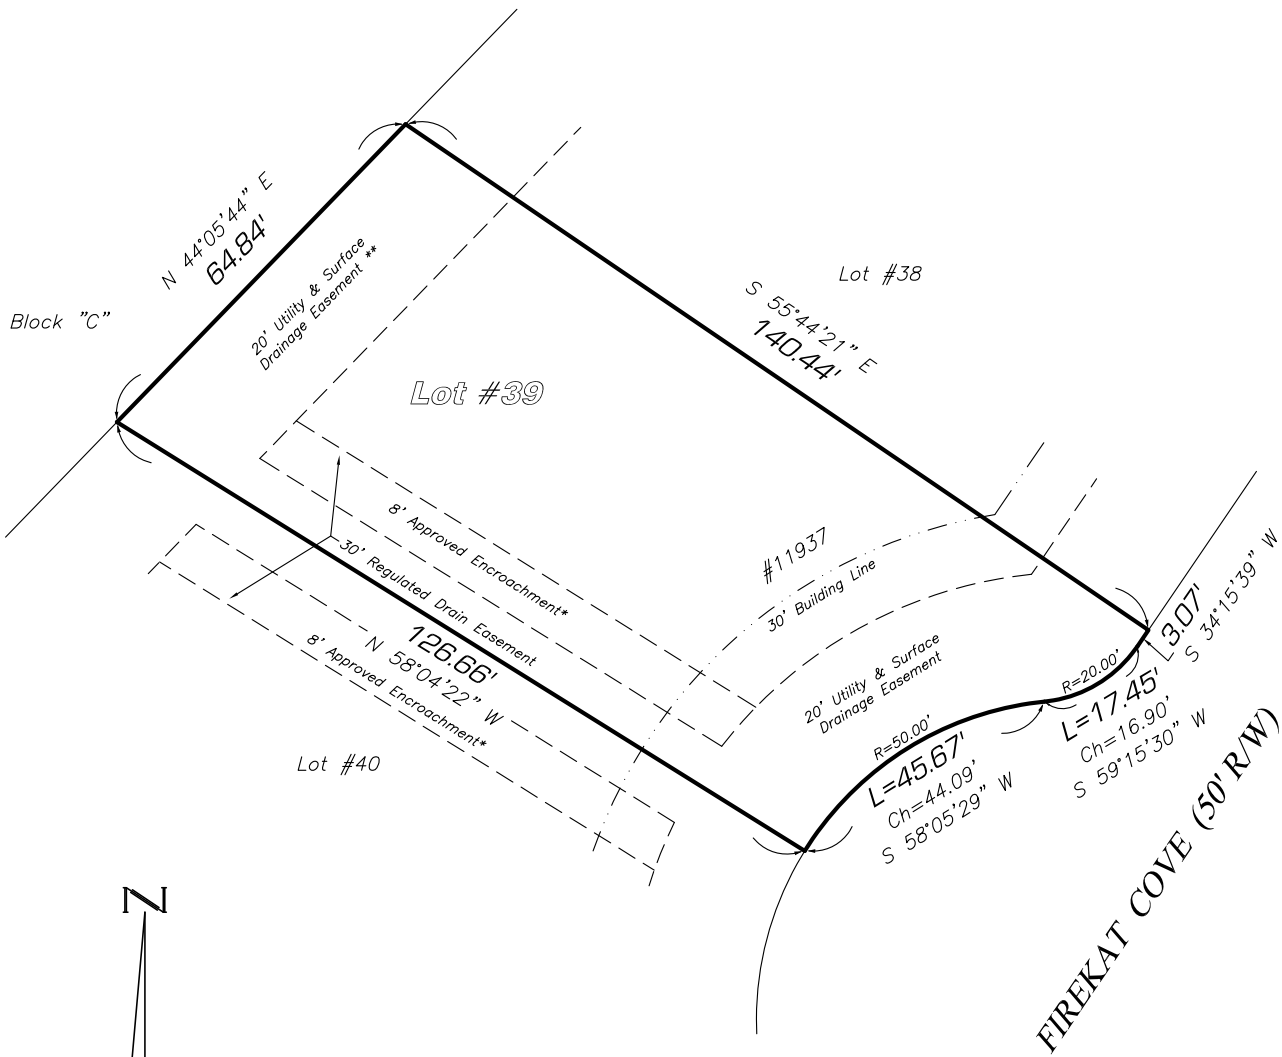 N 44°05'44" E
64.84'
Block "C"
20' Utility & Surface
Drainage Easement **
Lot #38
S 55°44'21" E
140.44'
Lot #39
8' Approved Encroachment*
30' Regulated Drain Easement
126.66'
N 58°04'22" W
8' Approved Encroachment*
Lot #40
#11937
30' Building Line
20' Utility & Surface
Drainage Easement
R=50.00'
L=45.67'
Ch=44.09'
S 58°05'29" W
R=20.00'
L=17.45'
Ch=16.90'
S 59°15'30" W
3.07'
S 34°15'39" W
FIREKAT COVE (50' R/W)
N